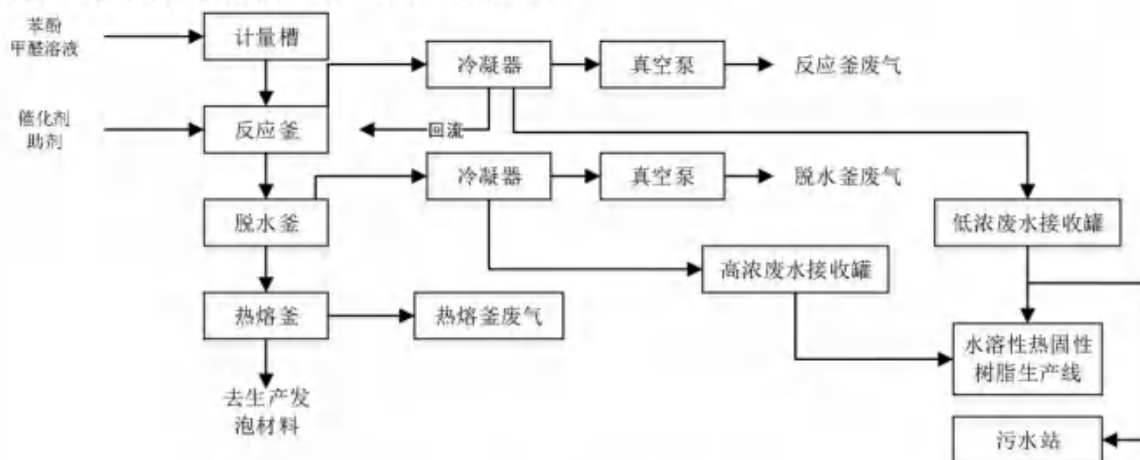 苯酚
甲醛溶液
计量槽
冷凝器
真空泵
反应釜废气
催化剂
助剂
反应釜
回流
冷凝器
真空泵
脱水釜废气
脱水釜
低浓废水接收罐
高浓废水接收罐
热熔釜
热熔釜废气
水溶性热固性
树脂生产线
去生产发
泡材料
污水站